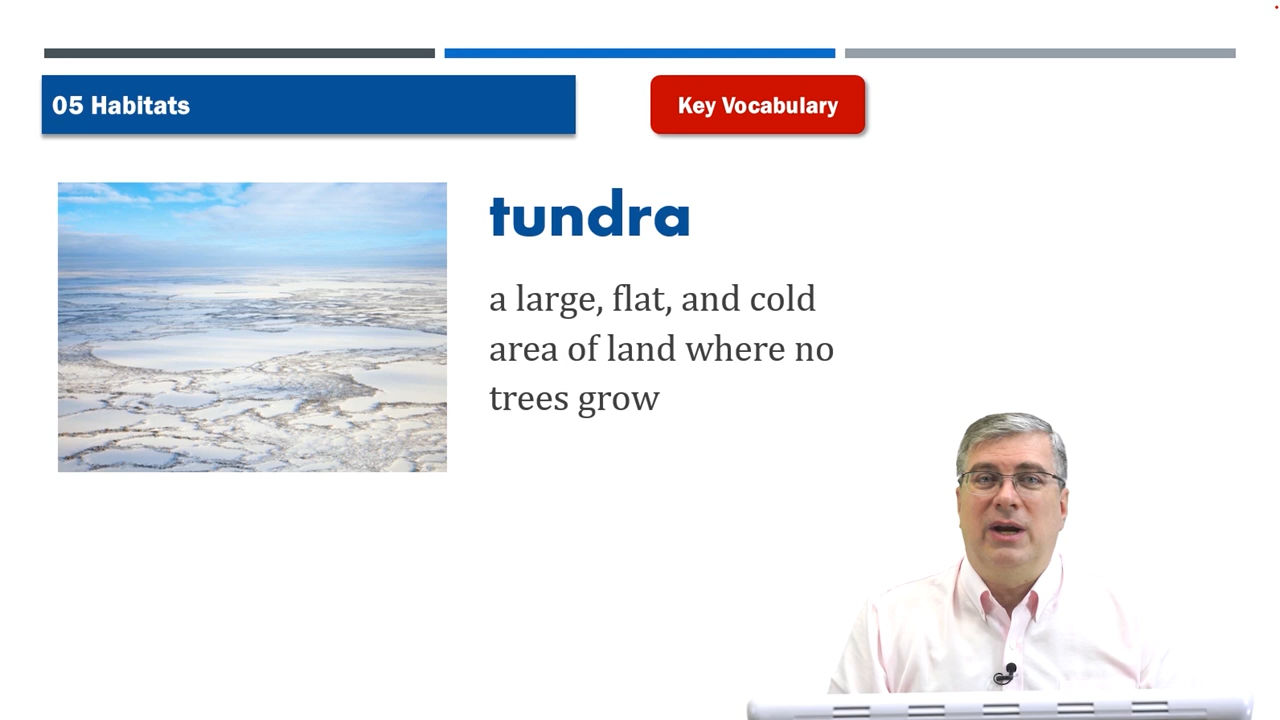 05 Habitats
Key Vocabulary
tundra
a large, flat, and cold
area of land where no
trees grow